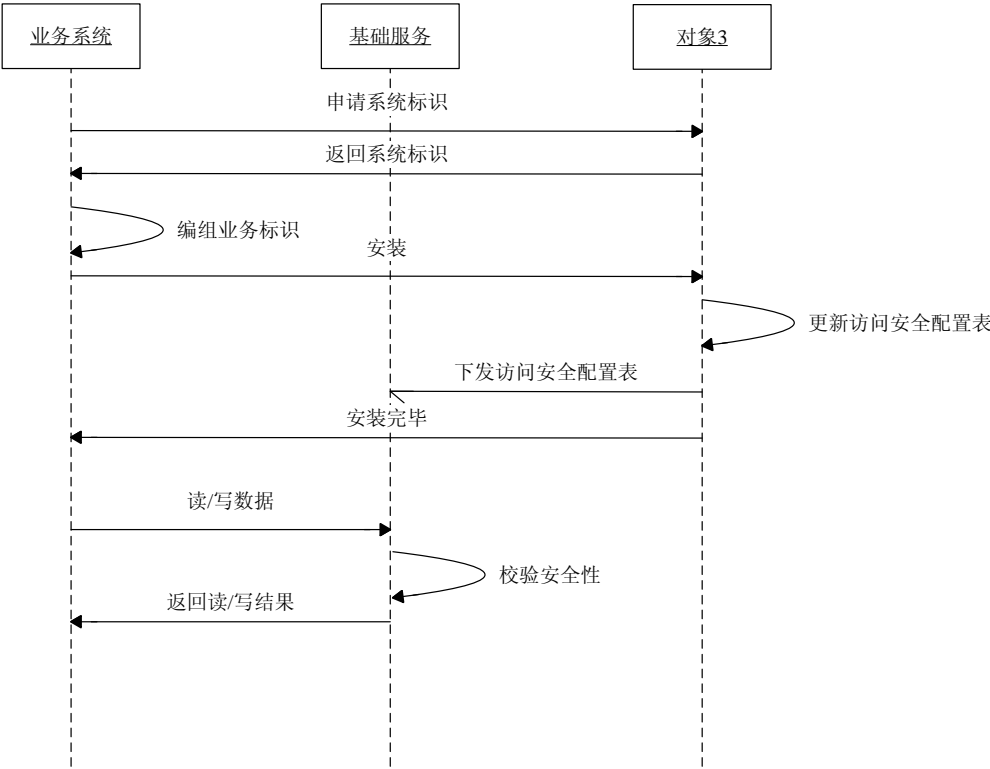 业务系统
基础服务
对象3
申请系统标识
返回系统标识
编组业务标识
安装
更新访问安全配置表
下发访问安全配置表
安装完毕
读/写数据
校验安全性
返回读/写结果